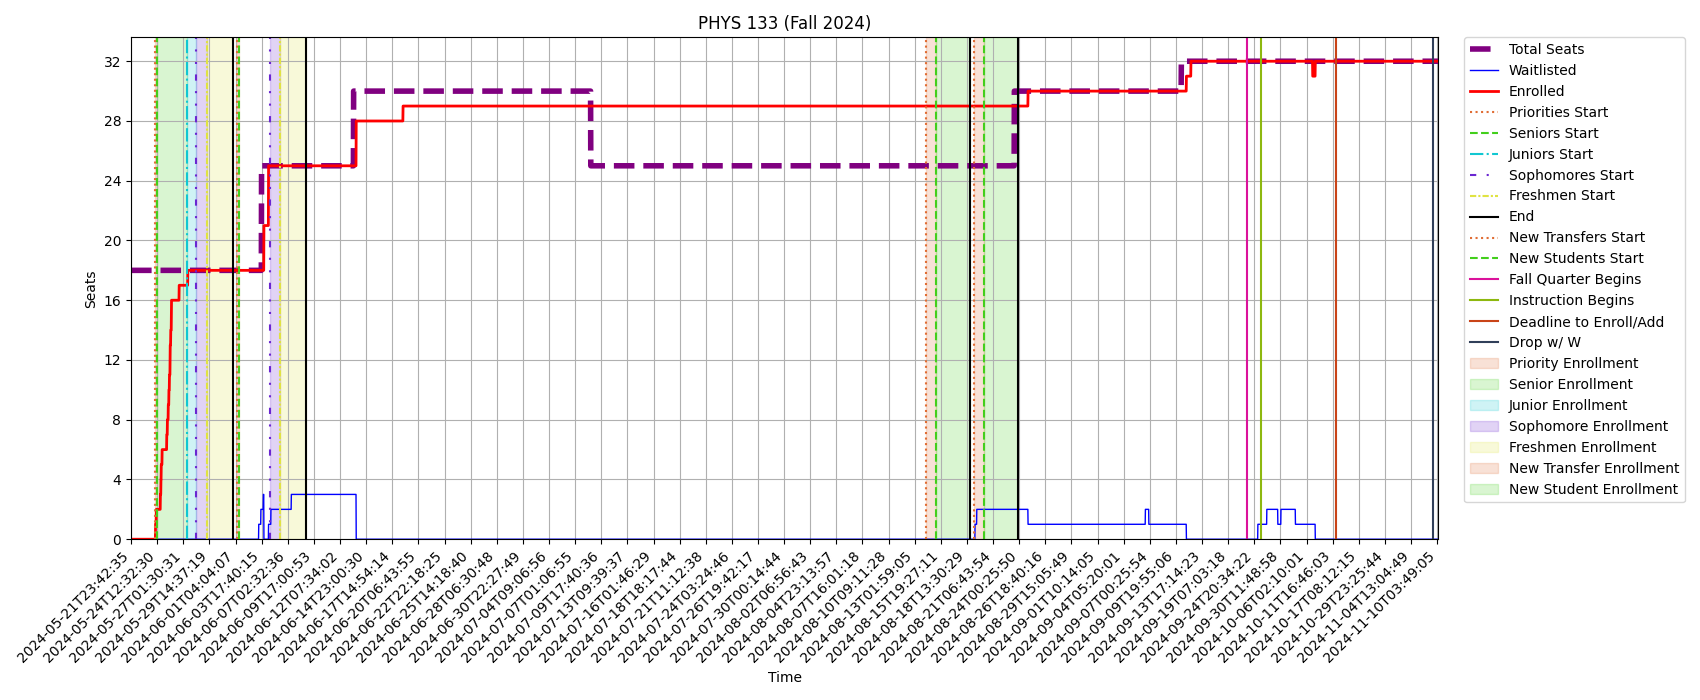 PHYS 133 (Fall 2024)
Seats
32
28
24
20
16
12
8
4
0
2024-05-21T23:42:35
2024-05-24T12:32:30
2024-05-27T01:30:31
2024-05-29T14:37:19
2024-06-01T04:04:07
2024-06-03T17:40:15
2024-06-07T02:32:36
2024-06-09T17:00:53
2024-06-12T07:34:02
2024-06-14T23:00:30
2024-06-17T14:54:14
2024-06-20T06:43:55
2024-06-22T22:18:25
2024-06-25T14:18:40
2024-06-28T06:30:48
2024-06-30T22:27:49
2024-07-04T09:06:56
2024-07-07T01:06:55
2024-07-09T17:40:36
2024-07-13T09:39:37
2024-07-16T01:46:29
2024-07-18T18:17:44
2024-07-21T11:12:38
2024-07-24T03:24:46
2024-07-26T19:42:17
2024-07-30T00:14:44
2024-08-02T06:56:43
2024-08-04T23:13:57
2024-08-07T16:01:18
2024-08-10T09:11:28
2024-08-13T01:59:05
2024-08-15T19:27:11
2024-08-18T13:30:29
2024-08-21T06:43:54
2024-08-24T00:25:50
2024-08-26T18:40:16
2024-08-29T15:05:49
2024-09-01T10:14:05
2024-09-04T05:20:01
2024-09-07T00:25:54
2024-09-09T19:55:06
2024-09-13T17:14:23
2024-09-19T07:03:18
2024-09-24T20:34:22
2024-09-30T11:48:58
2024-10-06T02:10:01
2024-10-11T16:46:03
2024-10-17T08:12:15
2024-10-29T23:25:44
2024-11-04T13:04:49
2024-11-10T03:49:05
Time
Total Seats
Waitlisted
Enrolled
Priorities Start
Seniors Start
Juniors Start
Sophomores Start
Freshmen Start
End
New Transfers Start
New Students Start
Fall Quarter Begins
Instruction Begins
Deadline to Enroll/Add
Drop w/ W
Priority Enrollment
Senior Enrollment
Junior Enrollment
Sophomore Enrollment
Freshmen Enrollment
New Transfer Enrollment
New Student Enrollment